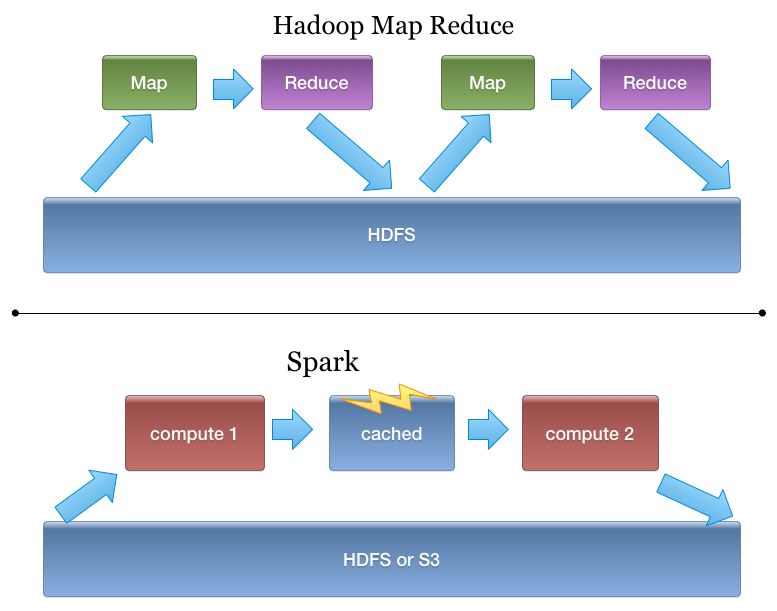 Hadoop Map Reduce
Map
Reduce
Map
Reduce
HDFS
Spark
compute 1
cached
compute 2
HDFS or S3